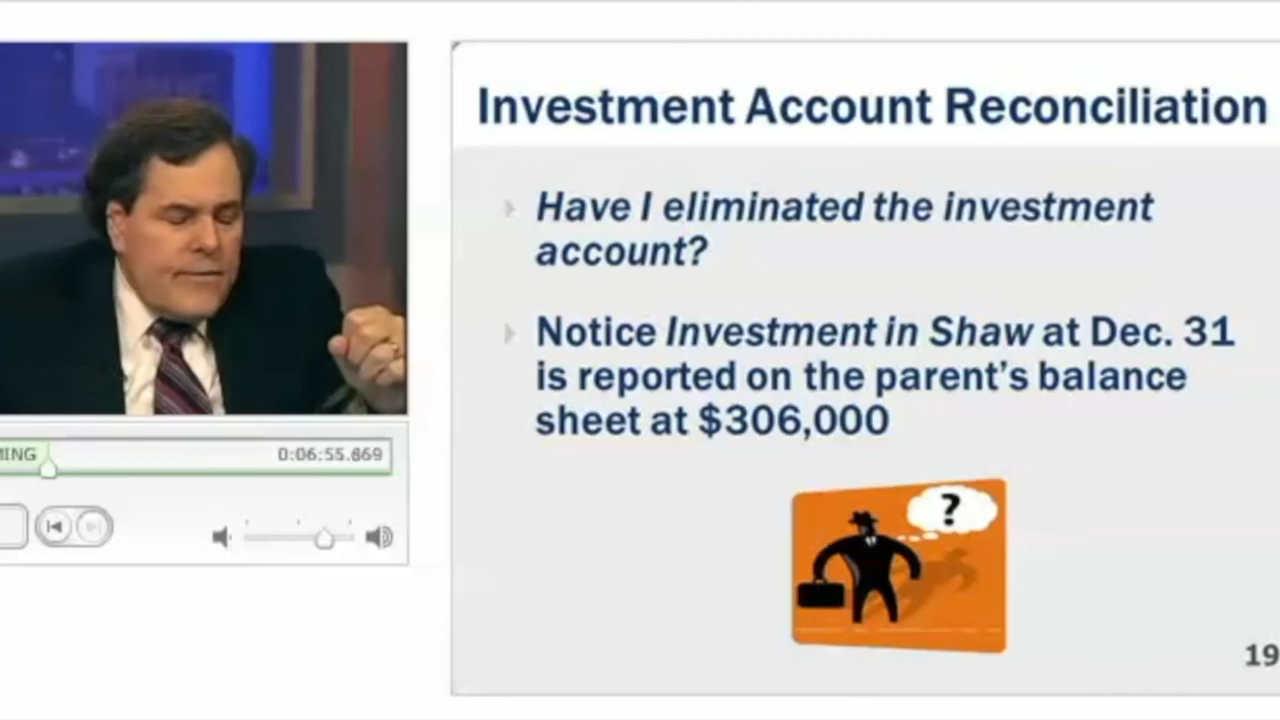 Investment Account Reconciliation
Have I eliminated the investment
account?
Notice Investment in Shaw at Dec. 31
is reported on the parent's balance
sheet at $306,000
?
19
MING
0:06:55.869